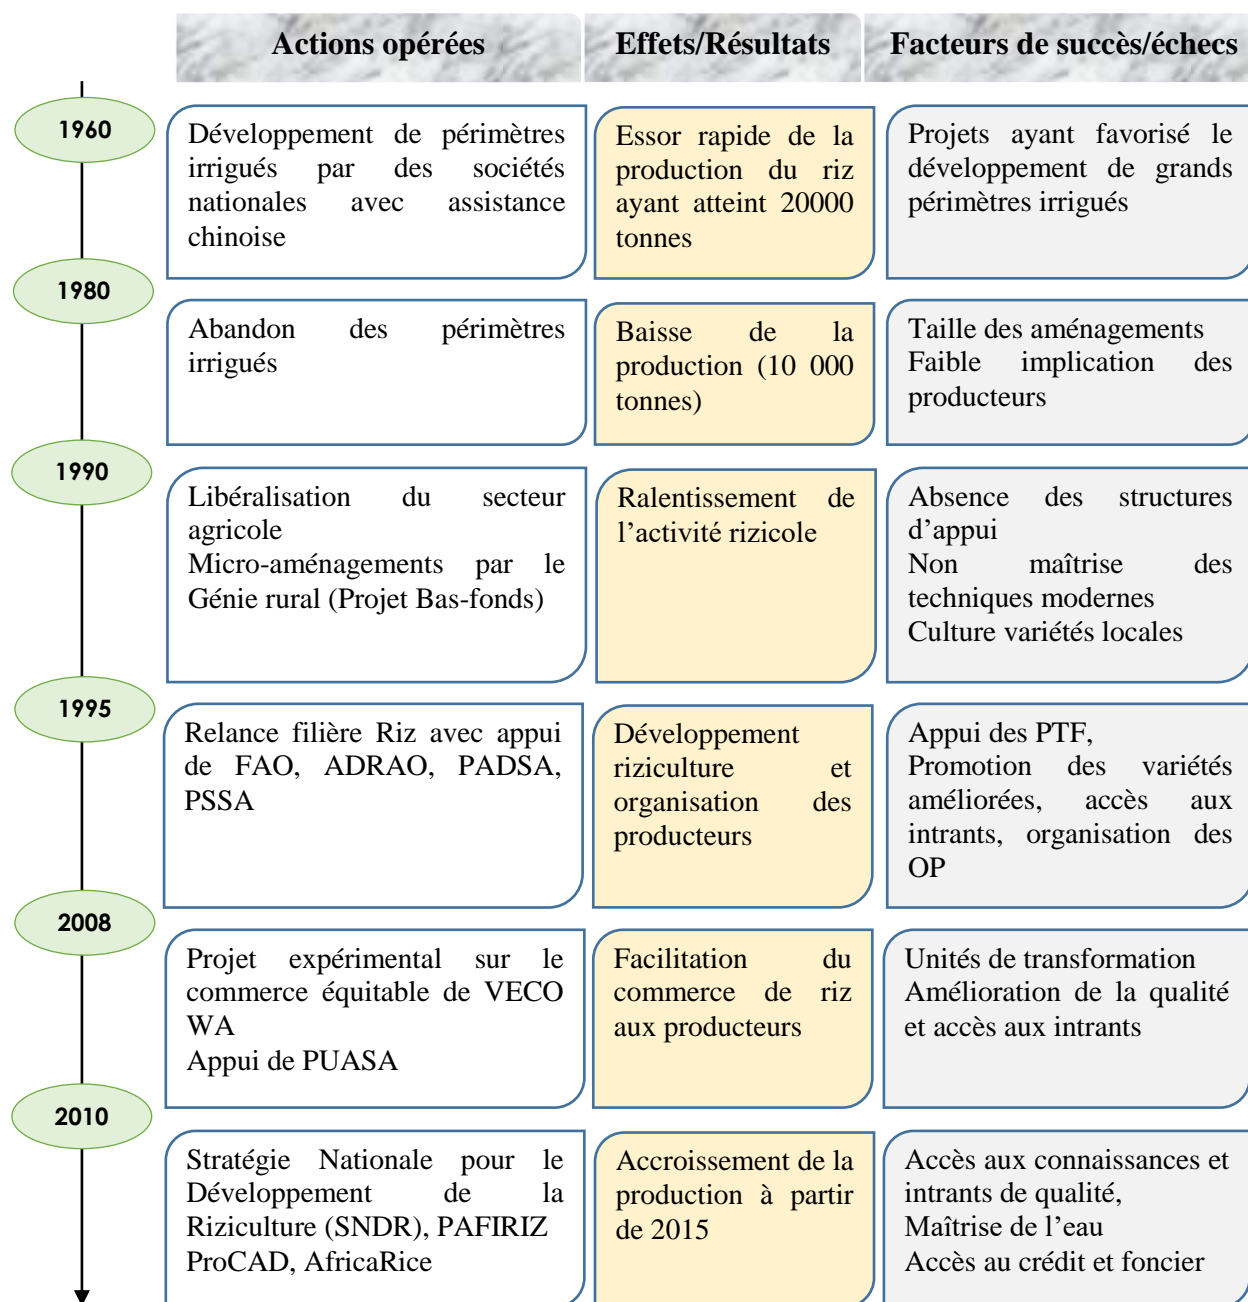 Actions opérées
Effets/Résultats
Facteurs de succès/échecs
1960
Développement de périmètres
irrigués par des sociétés
nationales avec assistance
chinoise
Essor rapide de la
production du riz
ayant atteint 20000
tonnes
Projets ayant favorisé le
développement de grands
périmètres irrigués
1980
Abandon des périmètres
irrigués
Baisse de la
production (10 000
tonnes)
Taille des aménagements
Faible implication des
producteurs
1990
Libéralisation du secteur
agricole
Micro-aménagements par le
Génie rural (Projet Bas-fonds)
Ralentissement de
l’activité rizicole
Absence des structures
d’appui
Non maîtrise des
techniques modernes
Culture variétés locales
1995
Relance filière Riz avec appui
de FAO, ADRAO, PADSA,
PSSA
Développement
riziculture et
organisation des
producteurs
Appui des PTF,
Promotion des variétés
améliorées, accès aux
intrants, organisation des
OP
2008
Projet expérimental sur le
commerce équitable de VECO
WA
Appui de PUASA
Facilitation du
commerce de riz
aux producteurs
Unités de transformation
Amélioration de la qualité
et accès aux intrants
2010
Stratégie Nationale pour le
Développement de la
Riziculture (SNDR), PAFIRIZ
ProCAD, AfricaRice
Accroissement de la
production à partir
de 2015
Accès aux connaissances et
intrants de qualité,
Maîtrise de l’eau
Accès au crédit et foncier